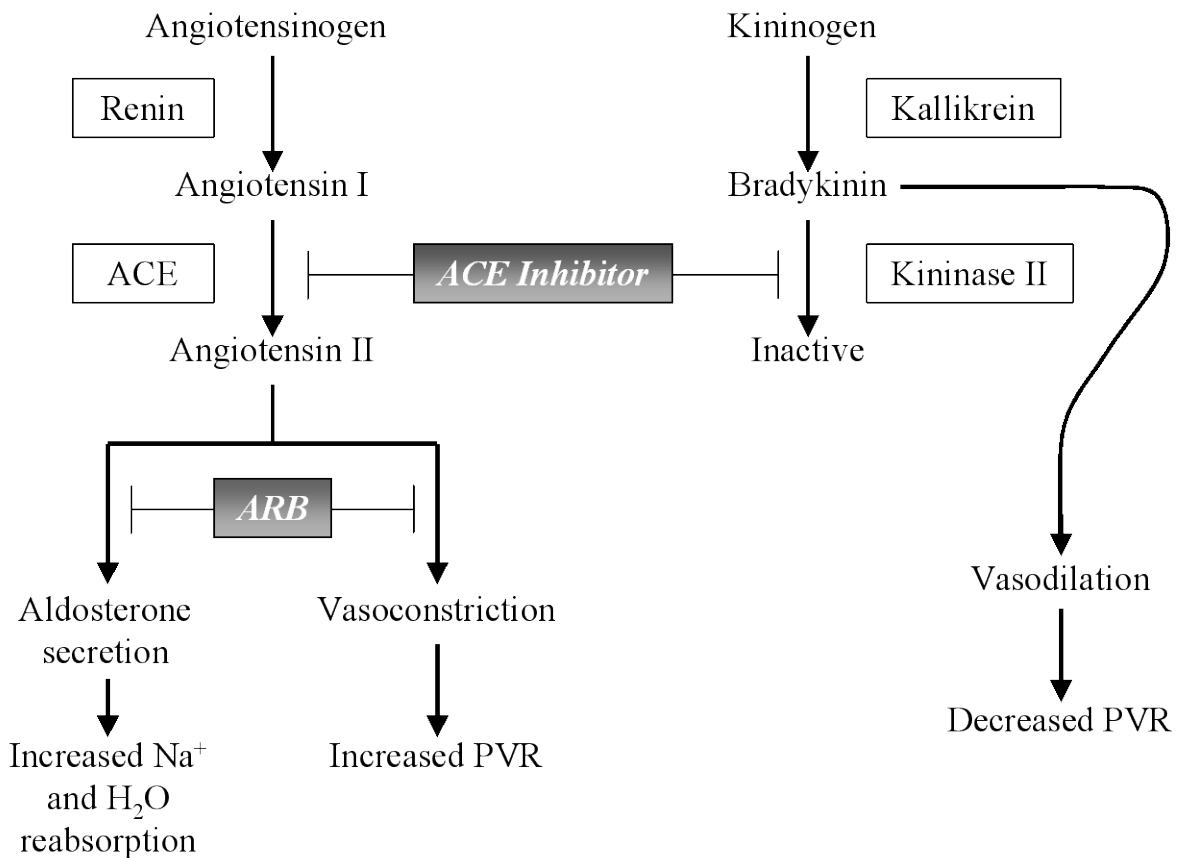 Angiotensinogen
Kininogen
Renin
Kallikrein
Angiotensin I
Bradykinin
ACE
ACE Inhibitor
Kininase II
Angiotensin II
Inactive
ARB
Vasodilation
Aldosterone
secretion
Vasoconstriction
Decreased PVR
Increased Na⁺
and H₂O
reabsorption
Increased PVR